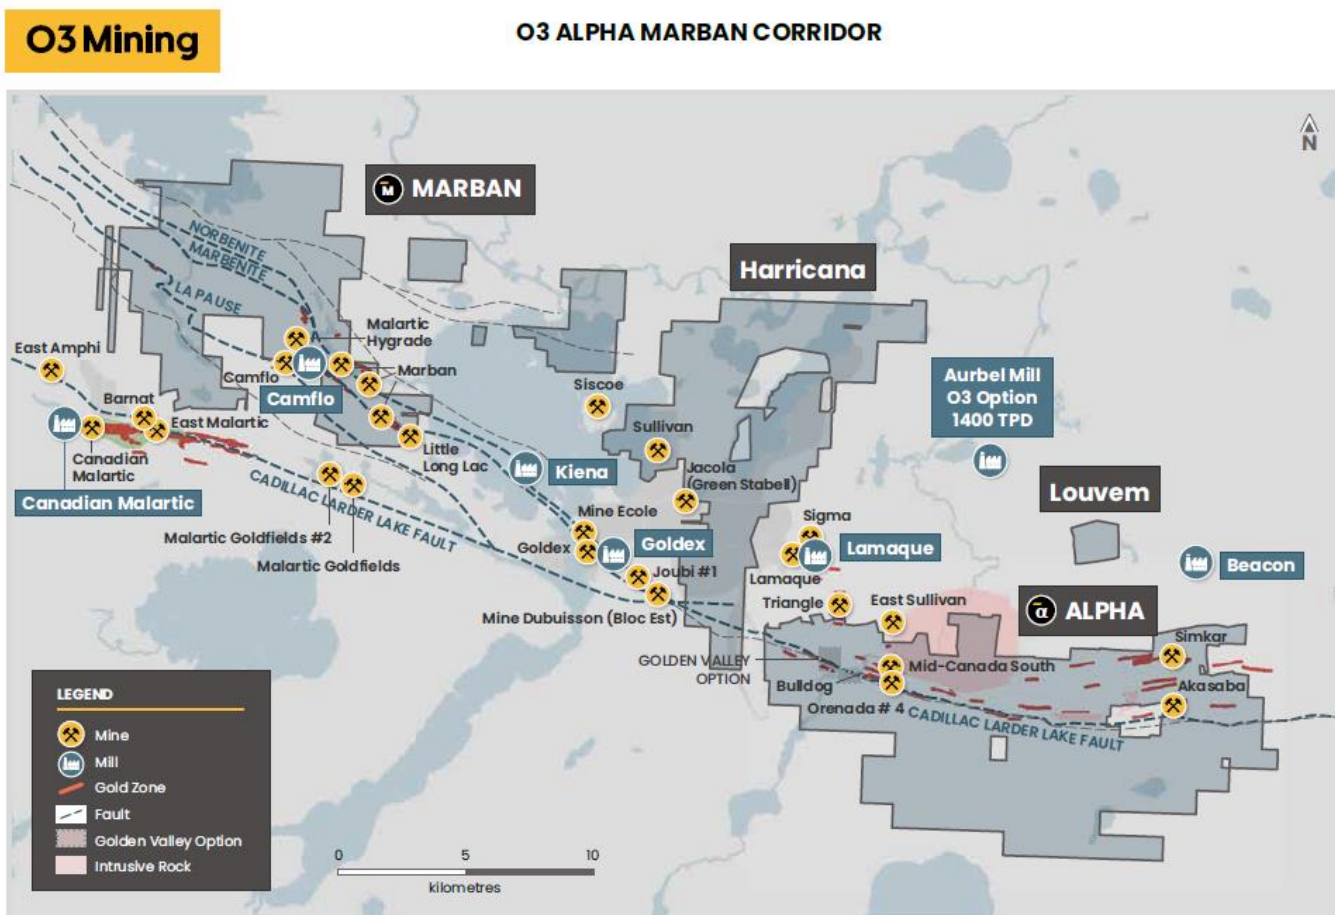 O3 Mining
O3 ALPHA MARBAN CORRIDOR
N
MARBAN
NORBENITE
MARBENITE
Harricana
LA PAUSE
Malartic
Hygrade
East Amphi
Camflo
Marban
Camflo
Siscoe
Aurbel Mill
O3 Option
1400 TPD
Barnat
East Malartic
Sullivan
Little
Long Lac
Canadian
Malartic
Kiena
Jacola
(Green Stabell)
Canadian Malartic
CADILLAC LARDER LAKE FAULT
Louvem
Mine Ecole
Sigma
Malartic Goldfields #2
Goldex
Goldex
Lamaque
Malartic Goldfields
Joubi #1
Lamaque
Beacon
Mine Dubuisson (Bloc Est)
Triangle
East Sullivan
α ALPHA
Simkar
GOLDEN VALLEY
OPTION
Mid-Canada South
Bulldog
Akasaba
Orenada # 4
CADILLAC LARDER LAKE FAULT
LEGEND
Mine
Mill
Gold Zone
Fault
Golden Valley Option
Intrusive Rock
0 5 10
kilometres